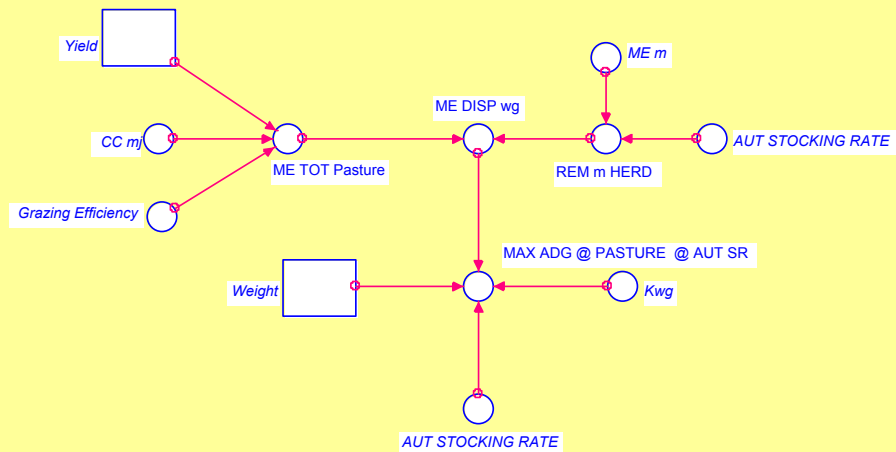 Yield
ME m
ME DISP wg
CC mj
AUT STOCKING RATE
ME TOT Pasture
REM m HERD
Grazing Efficiency
MAX ADG @ PASTURE @ AUT SR
Weight
Kwg
AUT STOCKING RATE